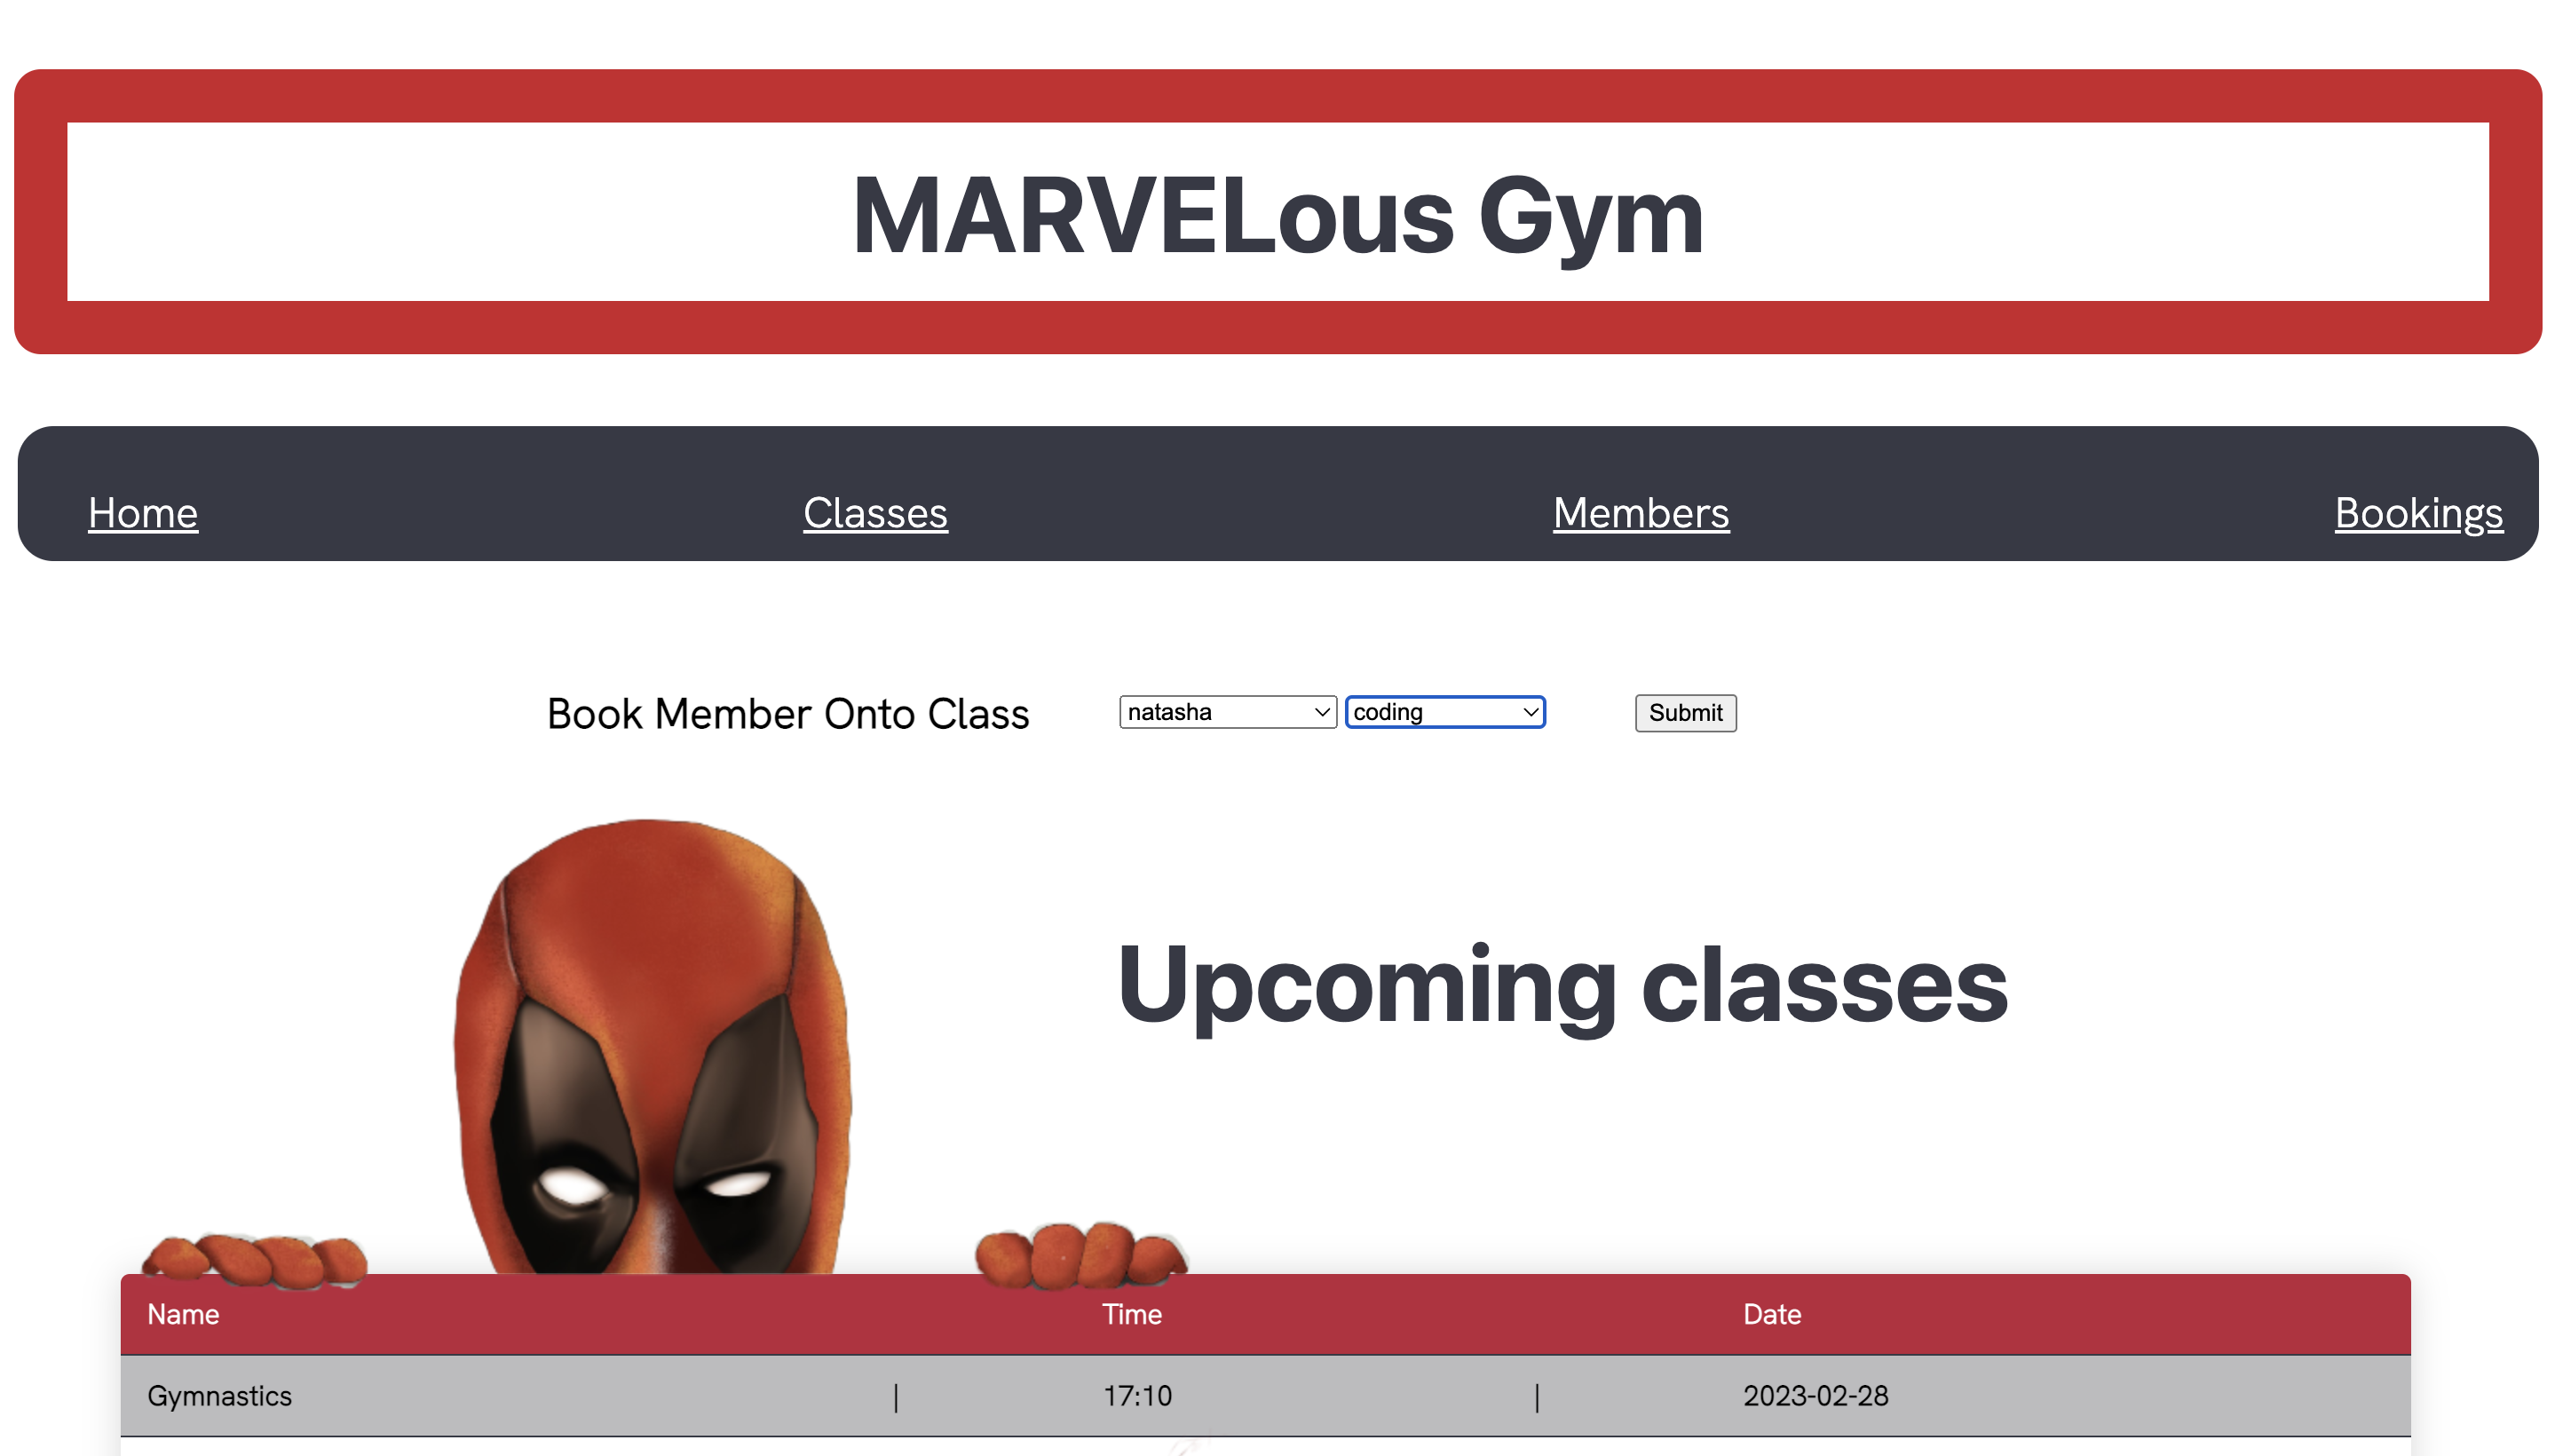 MARVELous Gym
Home Classes Members Bookings
Book Member Onto Class natasha coding Submit
Upcoming classes
Name Time Date
Gymnastics | 17:10 | 2023-02-28